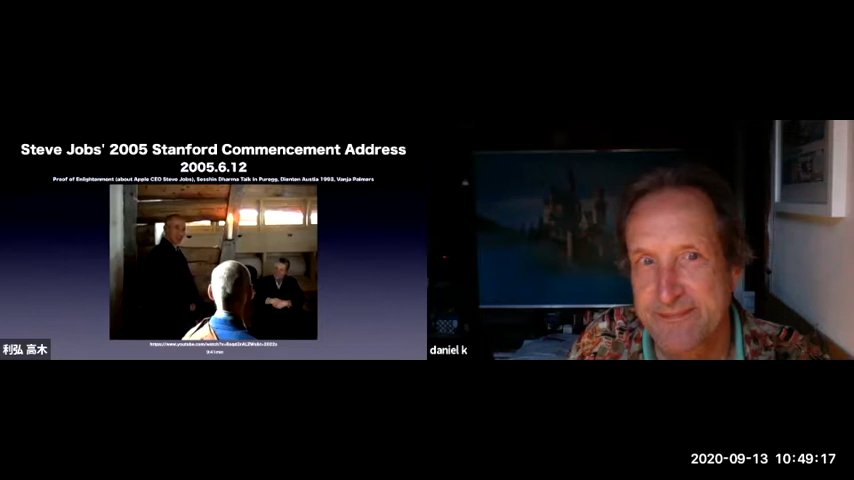 Steve Jobs' 2005 Stanford Commencement Address
2005.6.12
Proof of Enlightenment (about Apple CEO Steve Jobs), Sesshin Dharma Talk in Puregg, Dienten Austia 1993, Vanja Palmers
利弘 高木
daniel k
2020-09-13 10:49:17